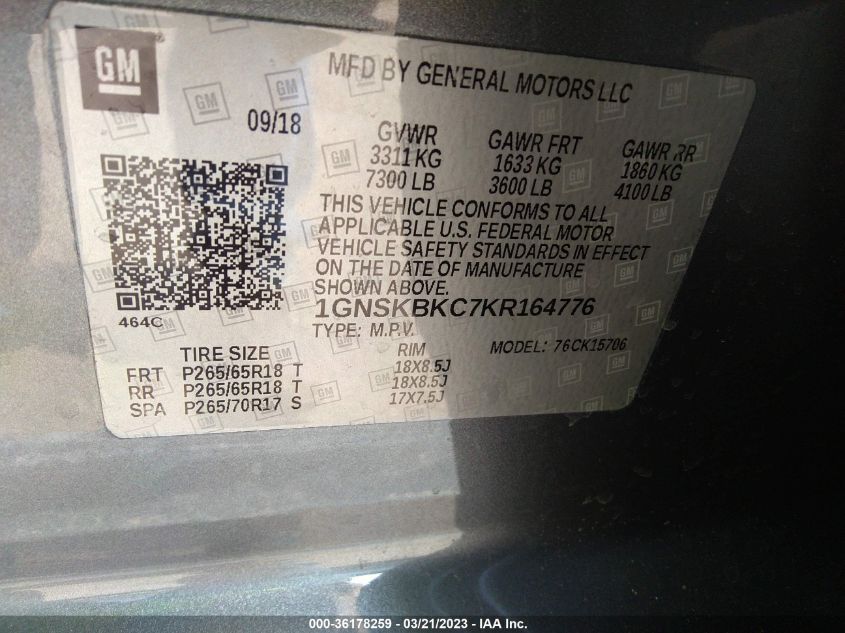 GM
MFD BY GENERAL MOTORS LLC
09/18
GVWR GAWR FRT GAWR RR
3311 KG 1633 KG 1860 KG
7300 LB 3600 LB 4100 LB
THIS VEHICLE CONFORMS TO ALL
APPLICABLE U.S. FEDERAL MOTOR
VEHICLE SAFETY STANDARDS IN EFFECT
ON THE DATE OF MANUFACTURE
SHOWN ABOVE.
1GNSKBKC7KR164776
464C
TYPE: M.P.V. MODEL: 76CK15706
TIRE SIZE RIM
FRT P265/65R18 T 18X8.5J
RR P265/65R18 T 18X8.5J
SPA P265/70R17 S 17X7.5J
000-36178259 — 03/21/2023 — IAA Inc.